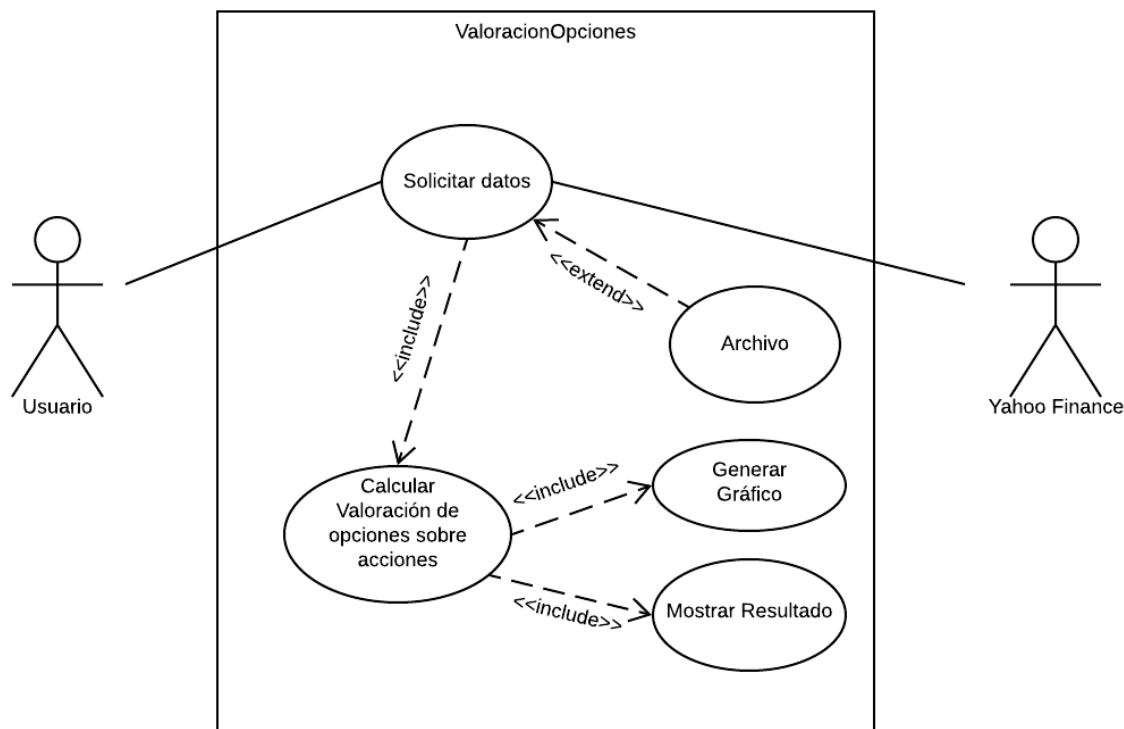 ValoracionOpciones
Solicitar datos
<<extend>>
<<include>>
Archivo
Usuario
Yahoo Finance
Calcular
Valoración de
opciones sobre
acciones
<<include>>
Generar
Gráfico
<<include>>
Mostrar Resultado